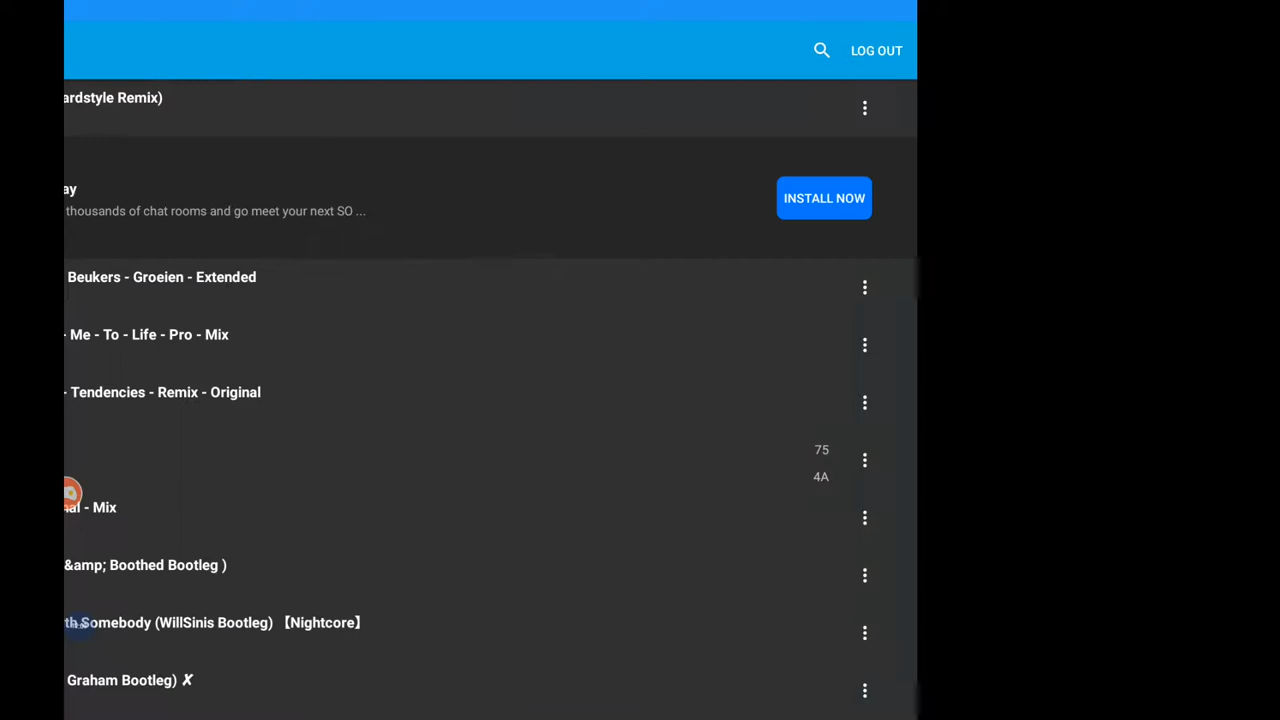 LOG OUT
ardstyle Remix)
ay
thousands of chat rooms and go meet your next SO ...
INSTALL NOW
Beukers - Groeien - Extended
- Me - To - Life - Pro - Mix
- Tendencies - Remix - Original
75
4A
al - Mix
&amp; Boothed Bootleg )
th Somebody (WillSinis Bootleg) 【Nightcore】
Graham Bootleg) ✘